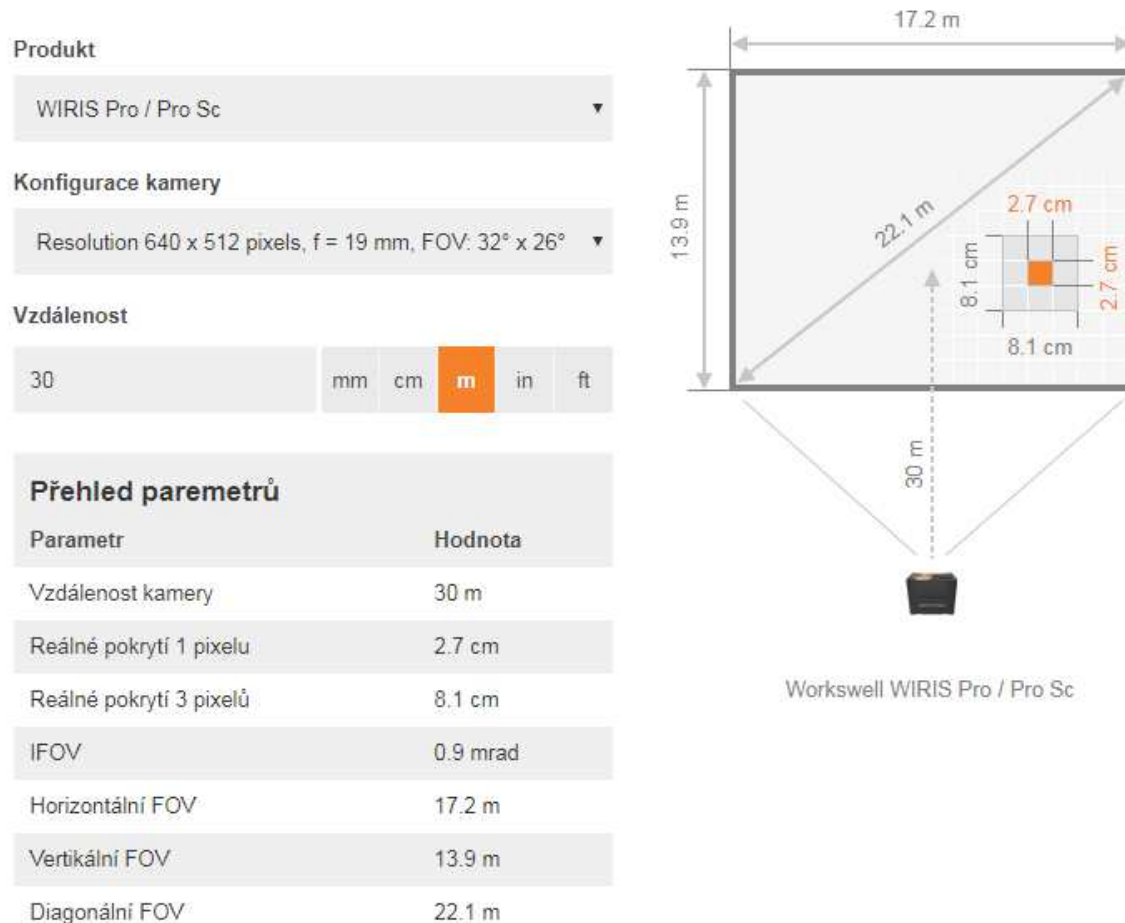 Produkt
WIRIS Pro / Pro Sc
Konfigurace kamery
Resolution 640 x 512 pixels, f = 19 mm, FOV: 32° x 26°
Vzdálenost
30 mm cm m in ft
Přehled paremetrů
Parametr Hodnota
Vzdálenost kamery 30 m
Reálné pokrytí 1 pixelu 2.7 cm
Reálné pokrytí 3 pixelů 8.1 cm
IFOV 0.9 mrad
Horizontální FOV 17.2 m
Vertikální FOV 13.9 m
Diagonální FOV 22.1 m
17.2 m
13.9 m
22.1 m
2.7 cm
8.1 cm
2.7 cm
8.1 cm
30 m
Workswell WIRIS Pro / Pro Sc